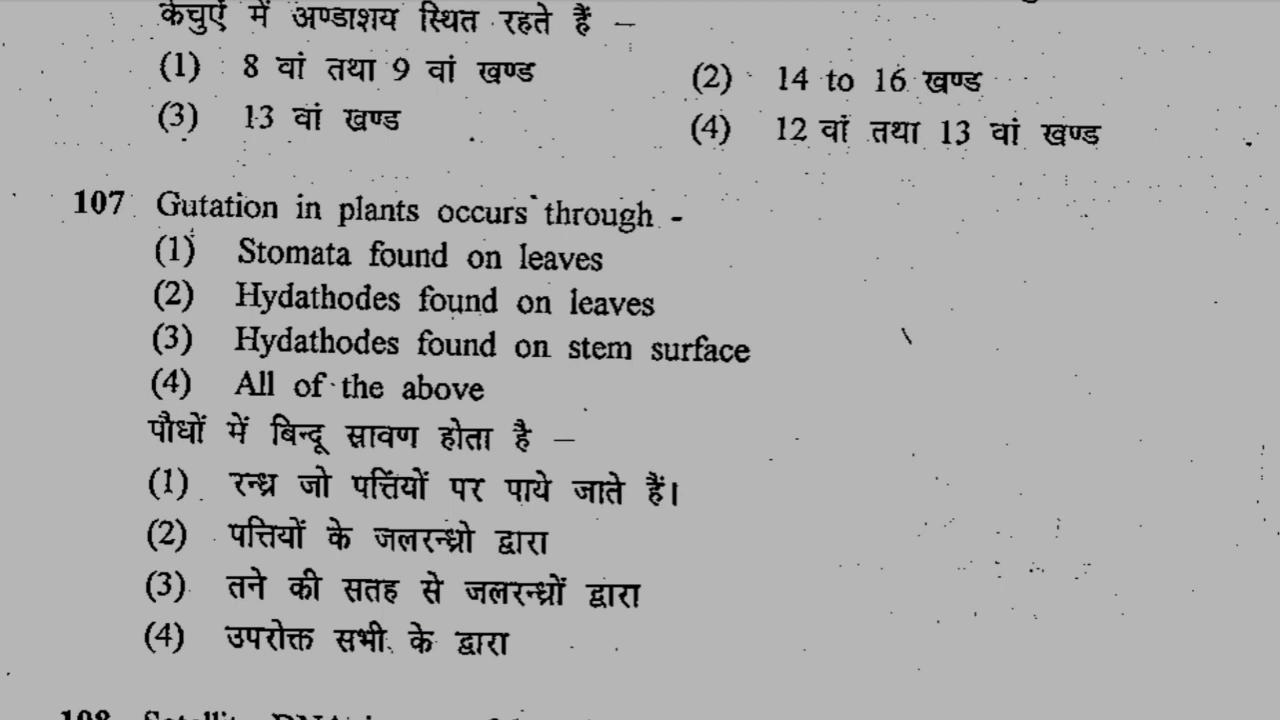 केंचुएँ में अण्डाशय स्थित रहते हैं –
(1) 8 वां तथा 9 वां खण्ड (2) 14 to 16 खण्ड
(3) 13 वां खण्ड (4) 12 वां तथा 13 वां खण्ड
107 Gutation in plants occurs through -
(1) Stomata found on leaves
(2) Hydathodes found on leaves
(3) Hydathodes found on stem surface
(4) All of the above
पौधों में बिन्दू स्रावण होता है –
(1) रन्ध्र जो पत्तियों पर पाये जाते हैं।
(2) पत्तियों के जलरन्ध्रो द्वारा
(3) तने की सतह से जलरन्ध्रों द्वारा
(4) उपरोक्त सभी के द्वारा
108